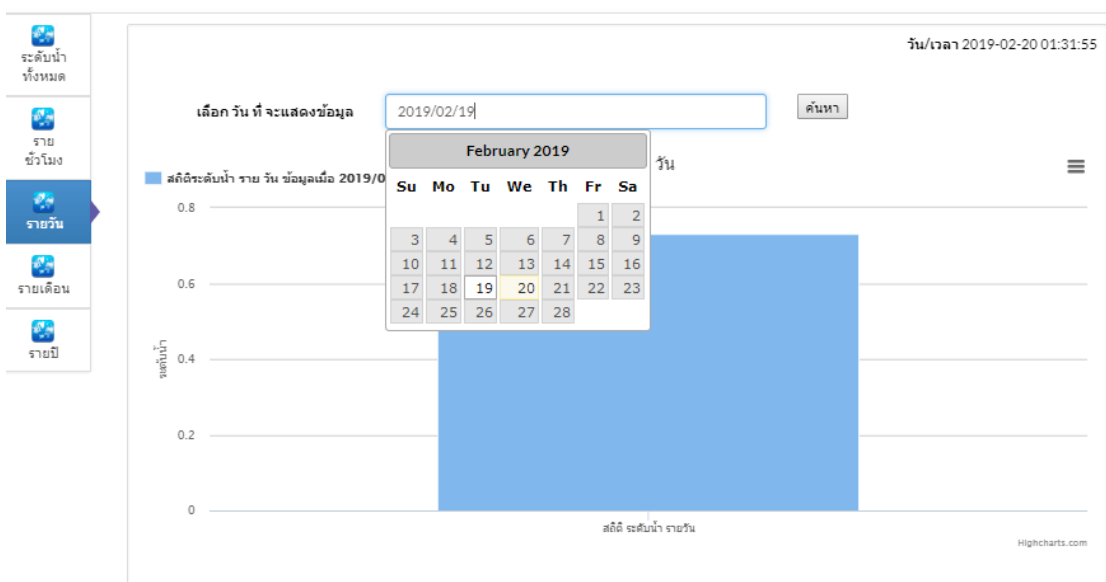 วัน/เวลา 2019-02-20 01:31:55
ระดับน้ำ
ทั้งหมด
ราย
ชั่วโมง
รายวัน
รายเดือน
รายปี
เลือก วัน ที่ จะแสดงข้อมูล
2019/02/19
ค้นหา
February 2019
Su Mo Tu We Th Fr Sa
1 2
3 4 5 6 7 8 9
10 11 12 13 14 15 16
17 18 19 20 21 22 23
24 25 26 27 28
วัน
สถิติระดับน้ำ ราย วัน ข้อมูลเมื่อ 2019/0
0.8
0.6
0.4
0.2
0
ระดับน้ำ
สถิติ ระดับน้ำ รายวัน
Highcharts.com